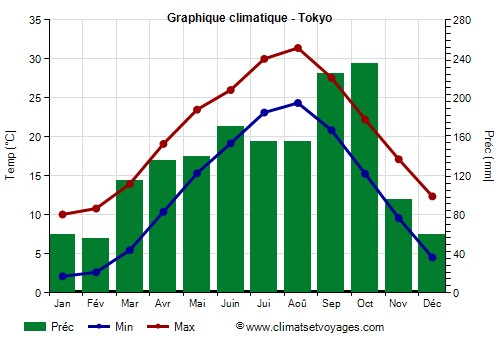 Graphique climatique - Tokyo
35 280
30 240
25 200
20 160
15 120
10 80
5 40
0 0
Temp (°C)
Préc (mm)
Jan Fév Mar Avr Mai Juin Jui Aoû Sep Oct Nov Déc
Préc Min Max © www.climatsetvoyages.com